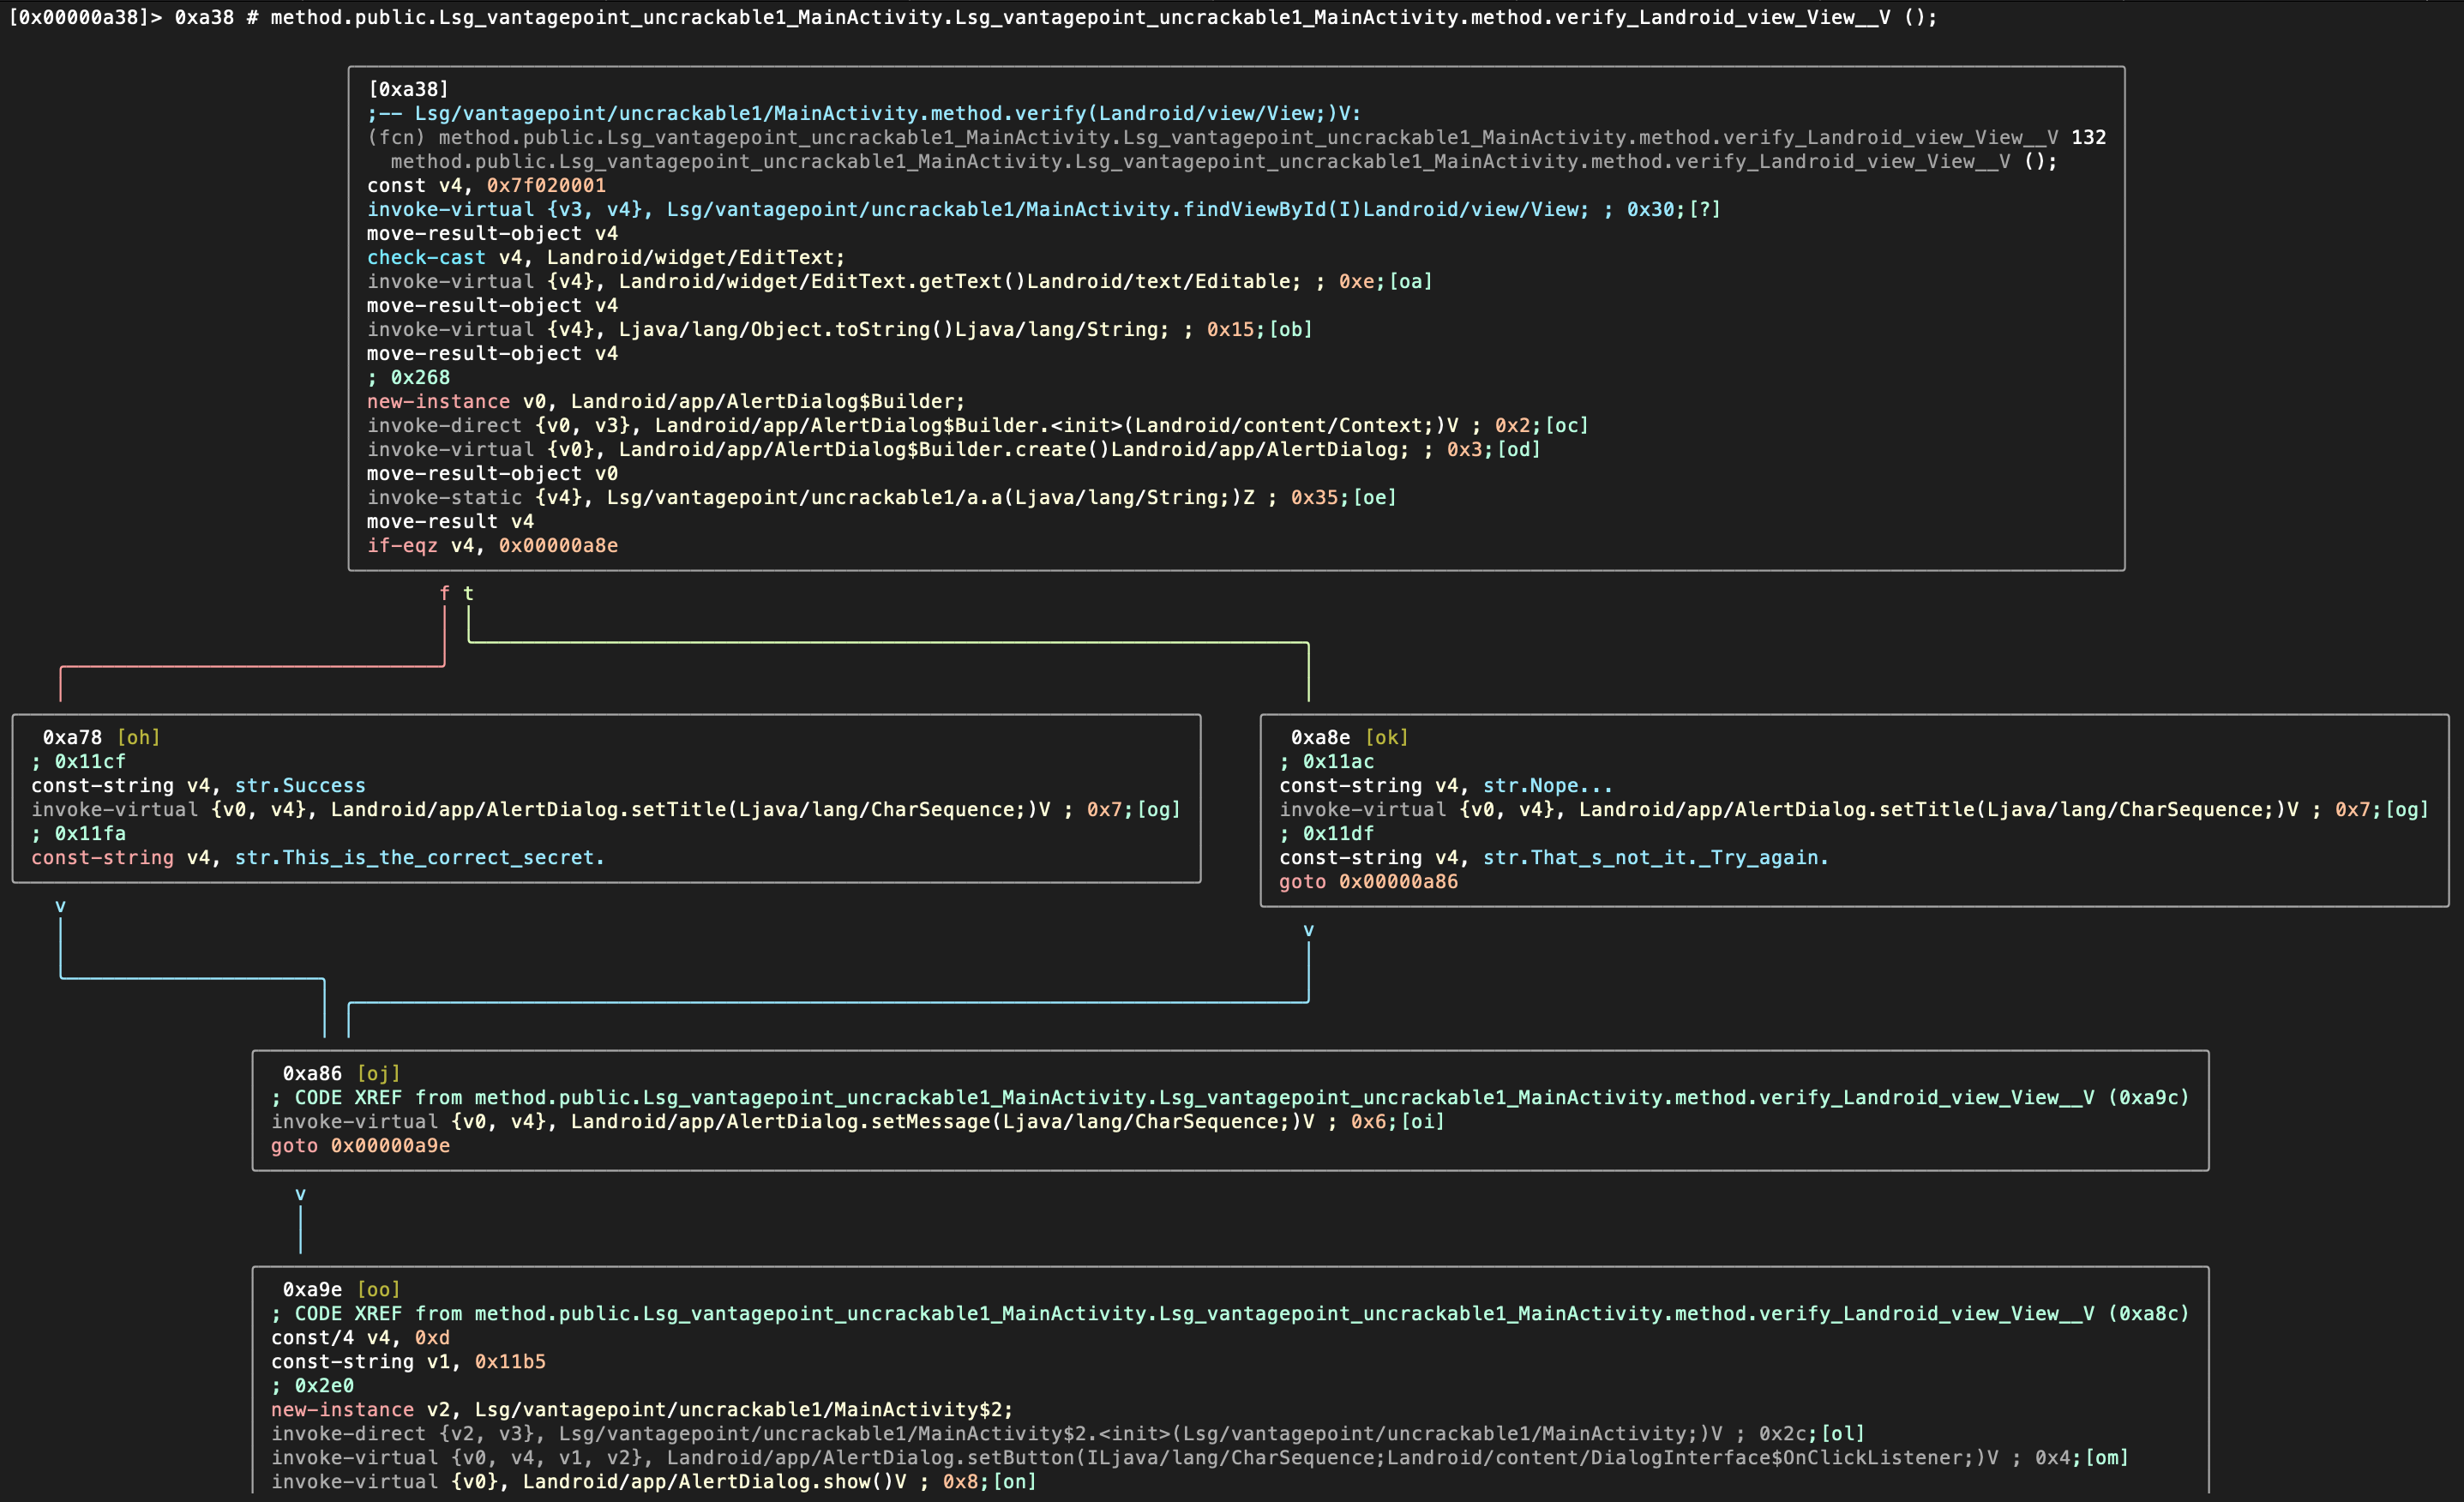 [0x00000a38]> 0xa38 # method.public.Lsg_vantagepoint_uncrackable1_MainActivity.Lsg_vantagepoint_uncrackable1_MainActivity.method.verify_Landroid_view_View__V ();
[0xa38]
;-- Lsg/vantagepoint/uncrackable1/MainActivity.method.verify(Landroid/view/View;)V:
(fcn) method.public.Lsg_vantagepoint_uncrackable1_MainActivity.Lsg_vantagepoint_uncrackable1_MainActivity.method.verify_Landroid_view_View__V 132
method.public.Lsg_vantagepoint_uncrackable1_MainActivity.Lsg_vantagepoint_uncrackable1_MainActivity.method.verify_Landroid_view_View__V ();
const v4, 0x7f020001
invoke-virtual {v3, v4}, Lsg/vantagepoint/uncrackable1/MainActivity.findViewById(I)Landroid/view/View; ; 0x30;[?]
move-result-object v4
check-cast v4, Landroid/widget/EditText;
invoke-virtual {v4}, Landroid/widget/EditText.getText()Landroid/text/Editable; ; 0xe;[oa]
move-result-object v4
invoke-virtual {v4}, Ljava/lang/Object.toString()Ljava/lang/String; ; 0x15;[ob]
move-result-object v4
; 0x268
new-instance v0, Landroid/app/AlertDialog$Builder;
invoke-direct {v0, v3}, Landroid/app/AlertDialog$Builder.<init>(Landroid/content/Context;)V ; 0x2;[oc]
invoke-virtual {v0}, Landroid/app/AlertDialog$Builder.create()Landroid/app/AlertDialog; ; 0x3;[od]
move-result-object v0
invoke-static {v4}, Lsg/vantagepoint/uncrackable1/a.a(Ljava/lang/String;)Z ; 0x35;[oe]
move-result v4
if-eqz v4, 0x00000a8e
f t
0xa78 [oh]
; 0x11cf
const-string v4, str.Success
invoke-virtual {v0, v4}, Landroid/app/AlertDialog.setTitle(Ljava/lang/CharSequence;)V ; 0x7;[og]
; 0x11fa
const-string v4, str.This_is_the_correct_secret.
v
0xa8e [ok]
; 0x11ac
const-string v4, str.Nope...
invoke-virtual {v0, v4}, Landroid/app/AlertDialog.setTitle(Ljava/lang/CharSequence;)V ; 0x7;[og]
; 0x11df
const-string v4, str.That_s_not_it._Try_again.
goto 0x00000a86
v
0xa86 [oj]
; CODE XREF from method.public.Lsg_vantagepoint_uncrackable1_MainActivity.Lsg_vantagepoint_uncrackable1_MainActivity.method.verify_Landroid_view_View__V (0xa9c)
invoke-virtual {v0, v4}, Landroid/app/AlertDialog.setMessage(Ljava/lang/CharSequence;)V ; 0x6;[oi]
goto 0x00000a9e
v
0xa9e [oo]
; CODE XREF from method.public.Lsg_vantagepoint_uncrackable1_MainActivity.Lsg_vantagepoint_uncrackable1_MainActivity.method.verify_Landroid_view_View__V (0xa8c)
const/4 v4, 0xd
const-string v1, 0x11b5
; 0x2e0
new-instance v2, Lsg/vantagepoint/uncrackable1/MainActivity$2;
invoke-direct {v2, v3}, Lsg/vantagepoint/uncrackable1/MainActivity$2.<init>(Lsg/vantagepoint/uncrackable1/MainActivity;)V ; 0x2c;[ol]
invoke-virtual {v0, v4, v1, v2}, Landroid/app/AlertDialog.setButton(ILjava/lang/CharSequence;Landroid/content/DialogInterface$OnClickListener;)V ; 0x4;[om]
invoke-virtual {v0}, Landroid/app/AlertDialog.show()V ; 0x8;[on]